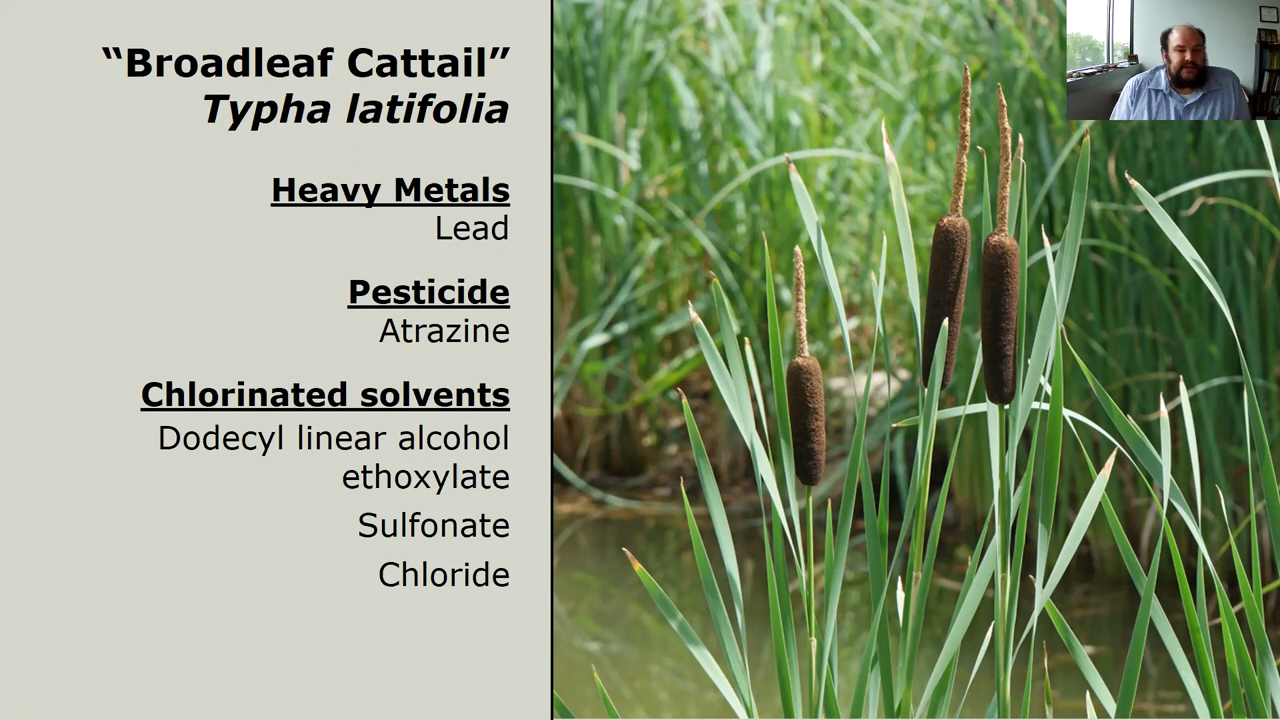 “Broadleaf Cattail”
Typha latifolia
Heavy Metals
Lead
Pesticide
Atrazine
Chlorinated solvents
Dodecyl linear alcohol
ethoxylate
Sulfonate
Chloride